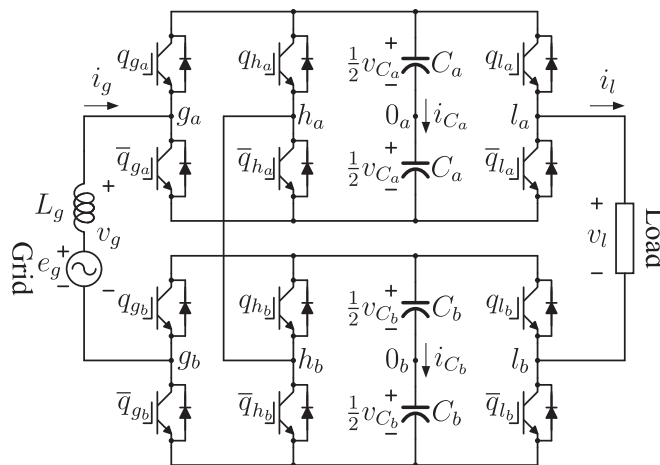 q_{g_a} q_{h_a} ½v_{C_a} + − C_a q_{l_a}
i_g g_a h_a 0_a i_{C_a} l_a i_l
q̅_{g_a} q̅_{h_a} ½v_{C_a} + − C_a q̅_{l_a}
L_g +
v_g
e_g + − −
Grid
+ v_l −
Load
q_{g_b} q_{h_b} ½v_{C_b} + − C_b q_{l_b}
g_b h_b 0_b i_{C_b} l_b
q̅_{g_b} q̅_{h_b} ½v_{C_b} + − C_b q̅_{l_b}